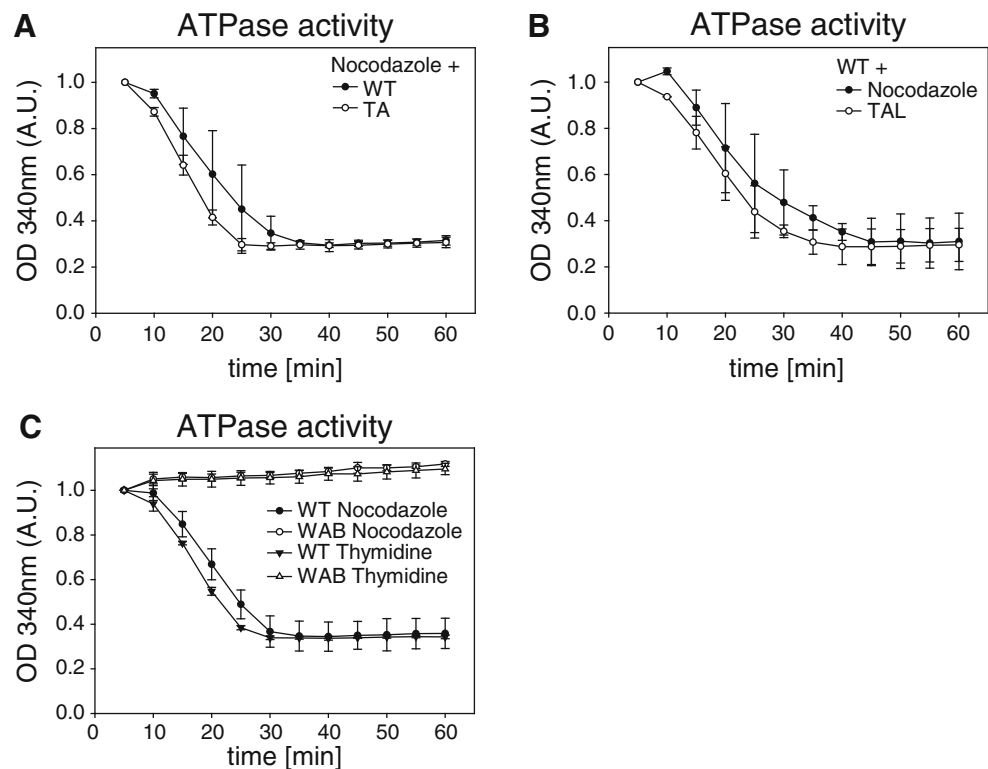 A
ATPase activity
OD 340nm (A.U.)
1.0
0.8
0.6
0.4
0.2
0.0
Nocodazole +
WT
TA
0 10 20 30 40 50 60
time [min]
B
ATPase activity
OD 340nm (A.U.)
1.0
0.8
0.6
0.4
0.2
0.0
WT +
Nocodazole
TAL
0 10 20 30 40 50 60
time [min]
C
ATPase activity
OD 340nm (A.U.)
1.0
0.8
0.6
0.4
0.2
0.0
WT Nocodazole
WAB Nocodazole
WT Thymidine
WAB Thymidine
0 10 20 30 40 50 60
time [min]